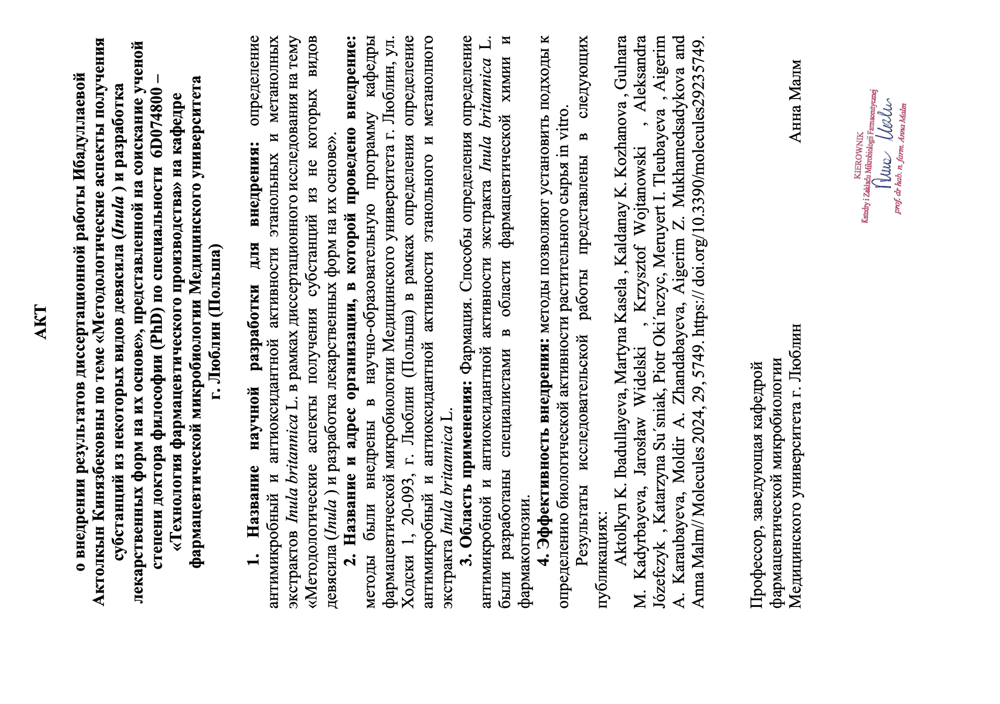 АКТ
о внедрении результатов диссертационной работы Ибадуллаевой
Актолкын Кинязбековны по теме «Методологические аспекты получения
субстанций из некоторых видов девясила (Inula ) и разработка
лекарственных форм на их основе», представленной на соискание ученой
степени доктора философии (PhD) по специальности 6D074800 –
«Технология фармацевтического производства» на кафедре
фармацевтической микробиологии Медицинского университета
г. Люблин (Польша)
1. Название научной разработки для внедрения: определение
антимикробный и антиоксидантной активности этанольных и метанолных
экстрактов Inula britannica L. в рамках диссертационного исследования на тему
«Методологические аспекты получения субстанций из не которых видов
девясила (Inula ) и разработка лекарственных форм на их основе».
2. Название и адрес организации, в которой проведено внедрение:
методы были внедрены в научно-образовательную программу кафедры
фармацевтической микробиологии Медицинского университета г. Люблин, ул.
Ходски 1, 20-093, г. Люблин (Польша) в рамках определения определение
антимикробный и антиоксидантной активности этанольного и метанолного
экстракта Inula britannica L.
3. Область применения: Фармация. Способы определения определение
антимикробной и антиоксидантной активности экстракта Inula britannica L.
были разработаны специалистами в области фармацевтической химии и
фармакогнозии.
4. Эффективность внедрения: методы позволяют установить подходы к
определению биологической активности растительного сырья in vitro.
Результаты исследовательской работы представлены в следующих
публикациях:
Aktolkyn K. Ibadullayeva, Martyna Kasela , Kaldanay K. Kozhanova , Gulnara
M. Kadyrbayeva, Jarosław Widelski , Krzysztof Wojtanowski , Aleksandra
Józefczyk , Katarzyna Su´sniak, Piotr Oki´nczyc, Meruyert I. Tleubayeva , Aigerim
A. Karaubayeva, Moldir A. Zhandabayeva, Aigerim Z. Mukhamedsadykova and
Anna Malm// Molecules 2024, 29, 5749. https:// doi.org/10.3390/molecules29235749.
Профессор, заведующая кафедрой
фармацевтической микробиологии
Медицинского университета г. Люблин Анна Малм
KIEROWNIK
Katedry i Zakładu Mikrobiologii Farmaceutycznej
Anna Malm
prof. dr hab. n. farm. Anna Malm